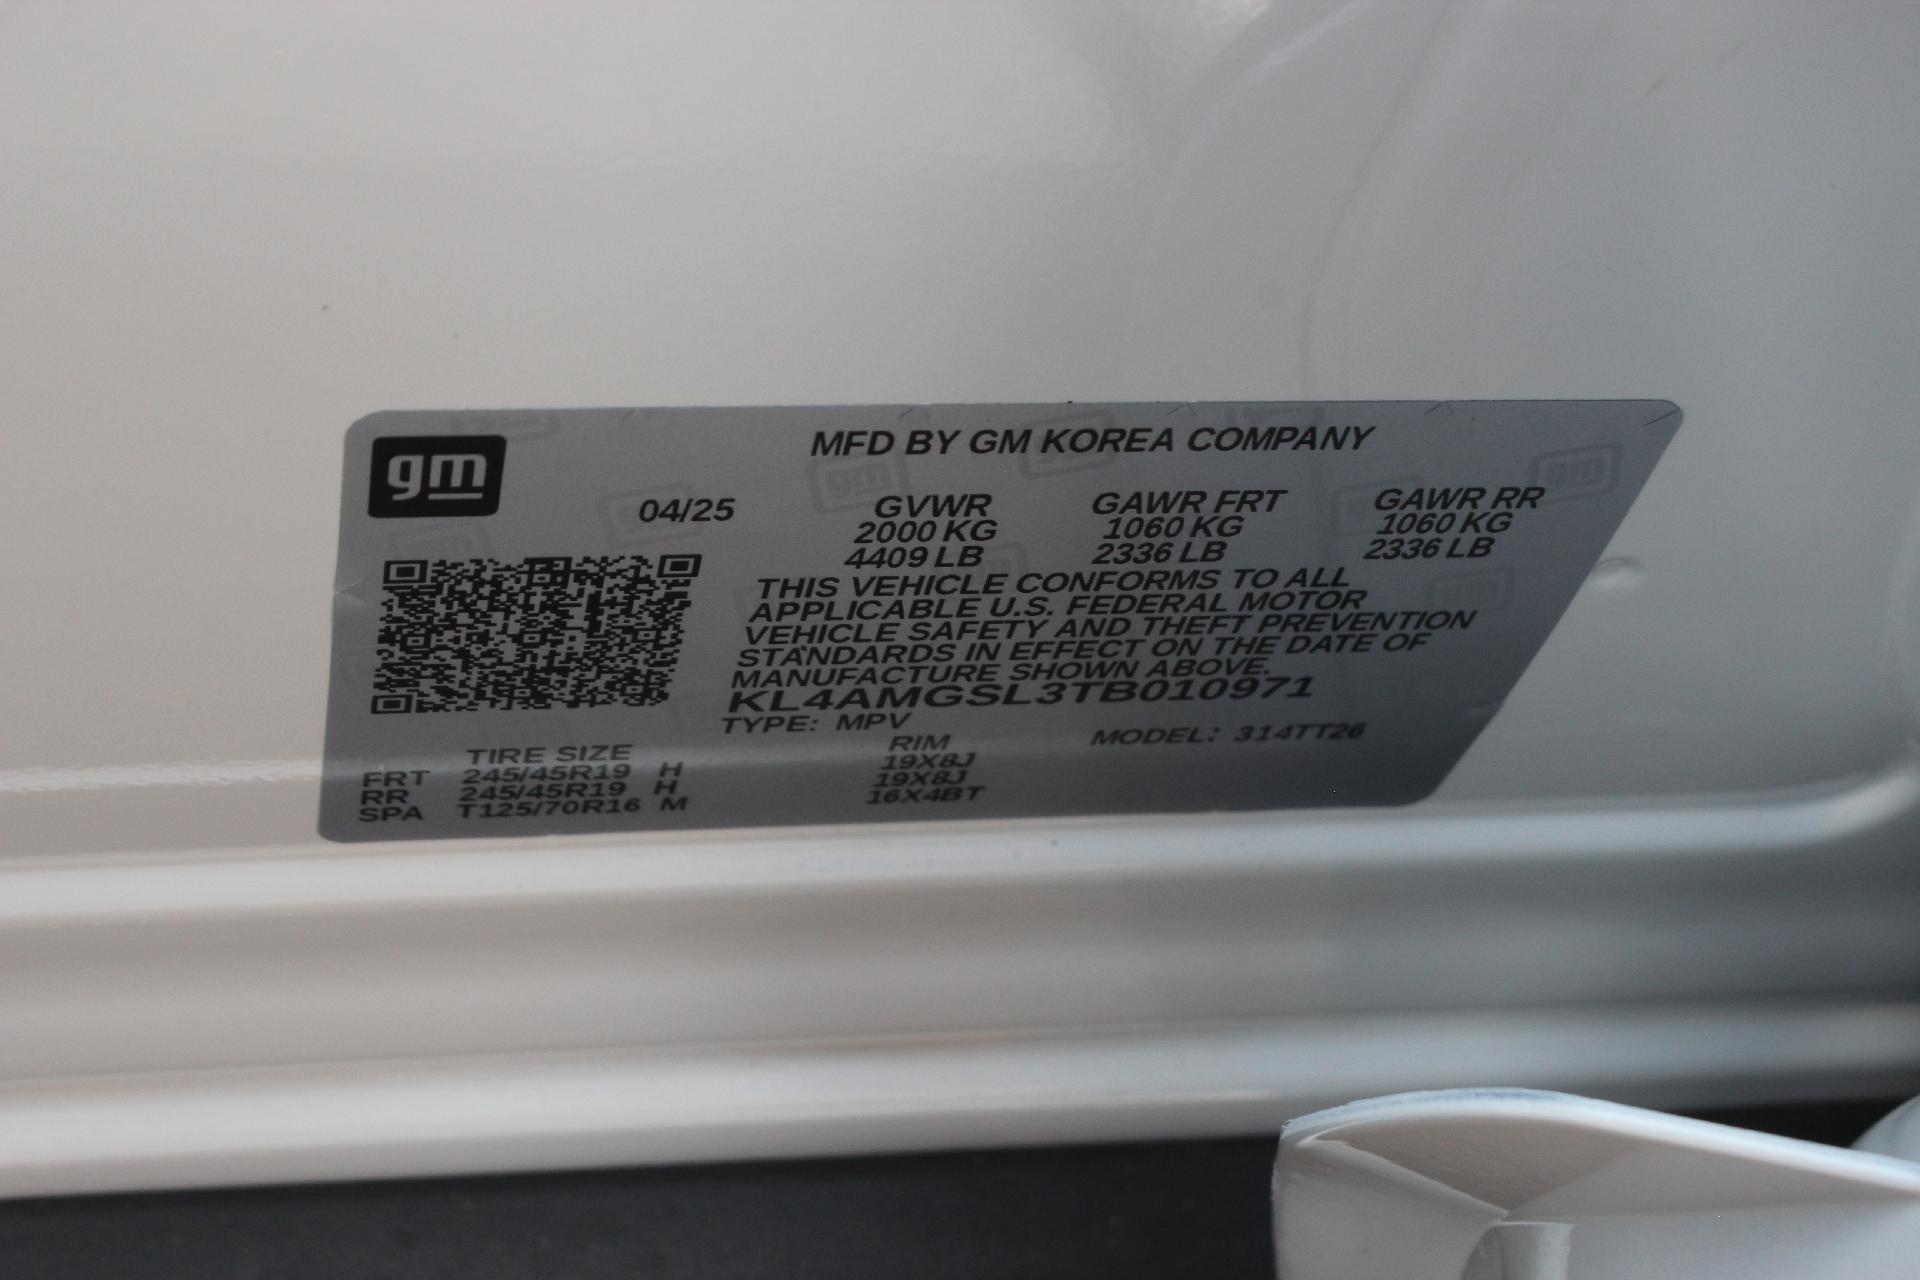 gm
MFD BY GM KOREA COMPANY
04/25 GVWR GAWR FRT GAWR RR
2000 KG 1060 KG 1060 KG
4409 LB 2336 LB 2336 LB
THIS VEHICLE CONFORMS TO ALL
APPLICABLE U.S. FEDERAL MOTOR
VEHICLE SAFETY AND THEFT PREVENTION
STANDARDS IN EFFECT ON THE DATE OF
MANUFACTURE SHOWN ABOVE.
KL4AMGSL3TB010971
TYPE: MPV MODEL: 314TT26
TIRE SIZE RIM
FRT 245/45R19 H 19X8J
RR 245/45R19 H 19X8J
SPA T125/70R16 M 16X4BT